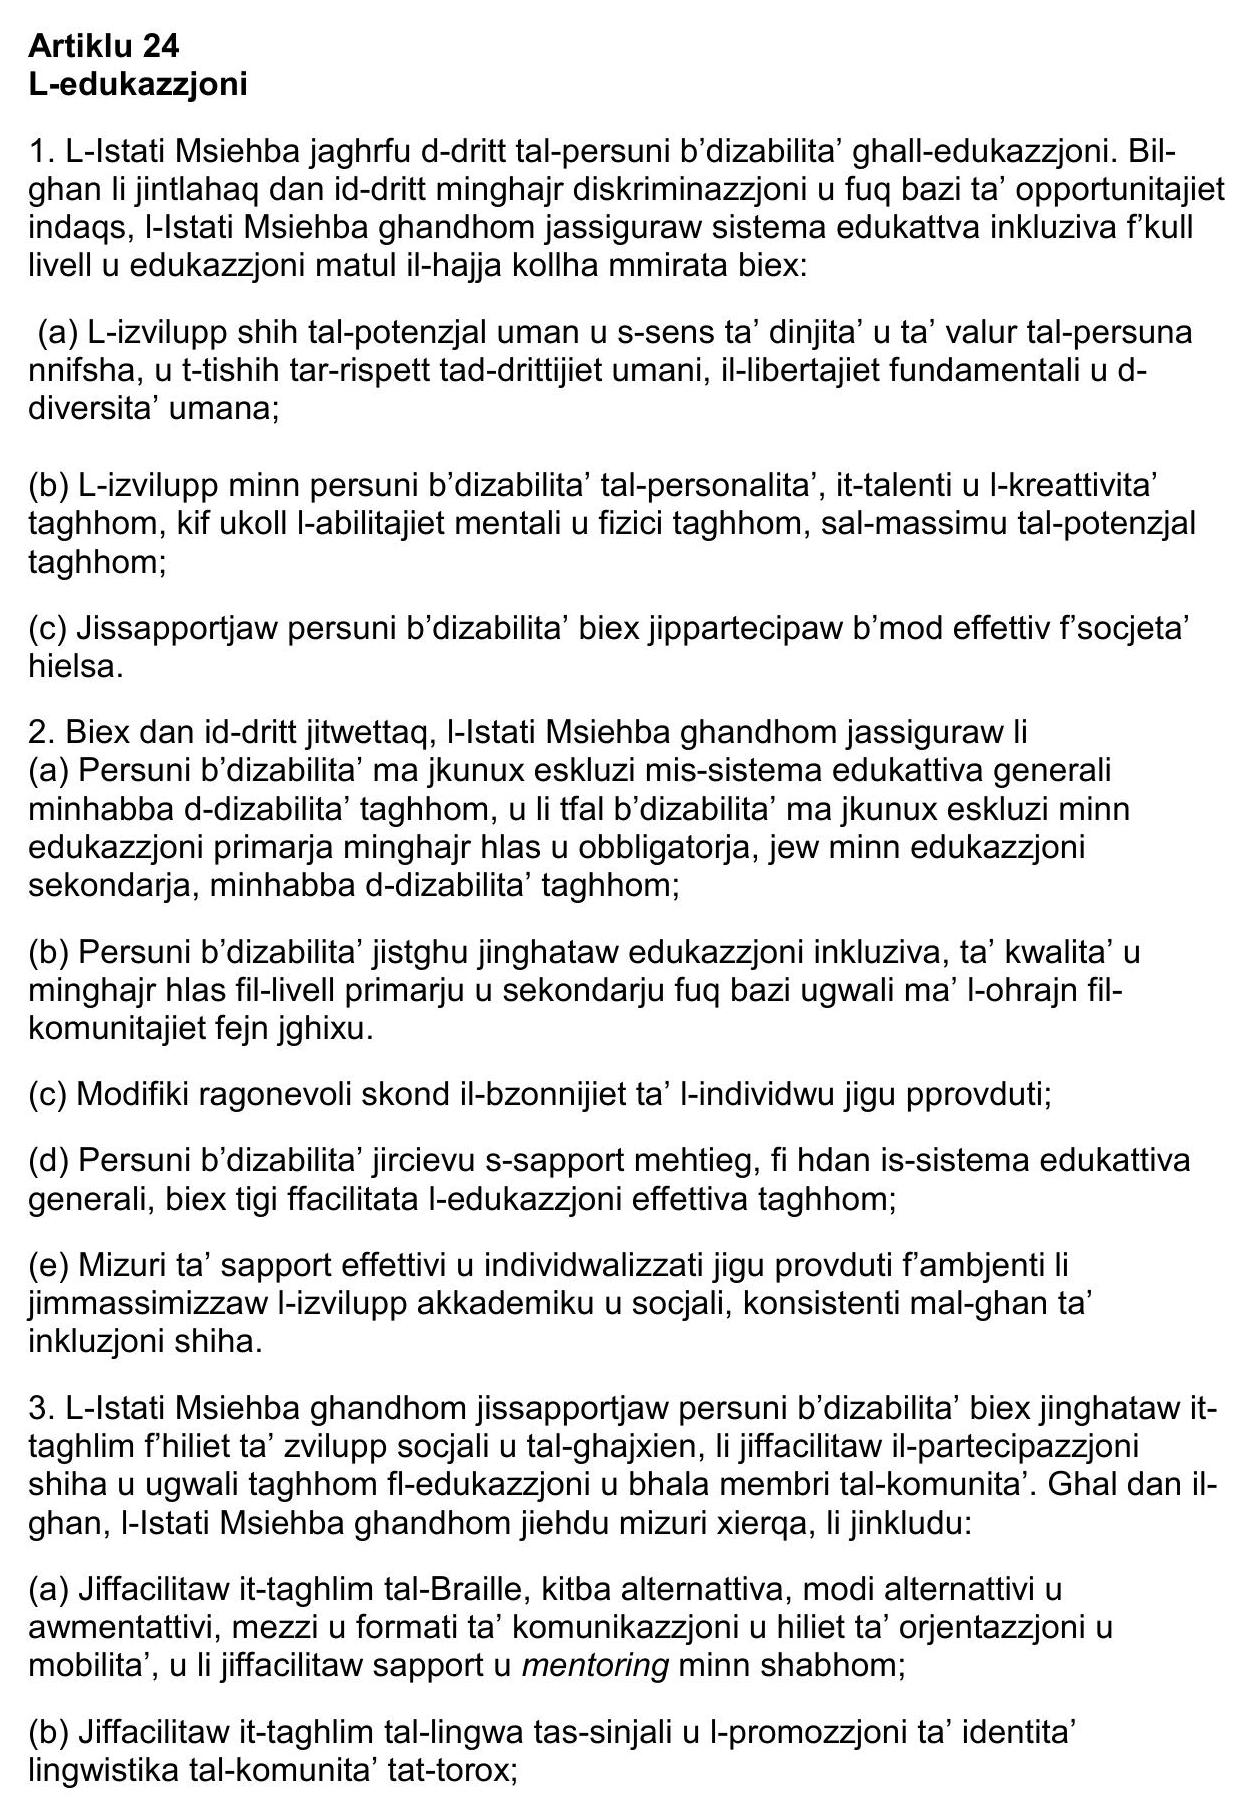 Artiklu 24
L-edukazzjoni
1. L-Istati Msiehba jaghrfu d-dritt tal-persuni b’dizabilita’ ghall-edukazzjoni. Bil-
ghan li jintlahaq dan id-dritt minghajr diskriminazzjoni u fuq bazi ta’ opportunitajiet
indaqs, l-Istati Msiehba ghandhom jassiguraw sistema edukattva inkluziva f’kull
livell u edukazzjoni matul il-hajja kollha mmirata biex:
(a) L-izvilupp shih tal-potenzjal uman u s-sens ta’ dinjita’ u ta’ valur tal-persuna
nnifsha, u t-tishih tar-rispett tad-drittijiet umani, il-libertajiet fundamentali u d-
diversita’ umana;
(b) L-izvilupp minn persuni b’dizabilita’ tal-personalita’, it-talenti u l-kreattivita’
taghhom, kif ukoll l-abilitajiet mentali u fizici taghhom, sal-massimu tal-potenzjal
taghhom;
(c) Jissapportjaw persuni b’dizabilita’ biex jippartecipaw b’mod effettiv f’socjeta’
hielsa.
2. Biex dan id-dritt jitwettaq, l-Istati Msiehba ghandhom jassiguraw li
(a) Persuni b’dizabilita’ ma jkunux eskluzi mis-sistema edukattiva generali
minhabba d-dizabilita’ taghhom, u li tfal b’dizabilita’ ma jkunux eskluzi minn
edukazzjoni primarja minghajr hlas u obbligatorja, jew minn edukazzjoni
sekondarja, minhabba d-dizabilita’ taghhom;
(b) Persuni b’dizabilita’ jistghu jinghataw edukazzjoni inkluziva, ta’ kwalita’ u
minghajr hlas fil-livell primarju u sekondarju fuq bazi ugwali ma’ l-ohrajn fil-
komunitajiet fejn jghixu.
(c) Modifiki ragonevoli skond il-bzonnijiet ta’ l-individwu jigu pprovduti;
(d) Persuni b’dizabilita’ jircievu s-sapport mehtieg, fi hdan is-sistema edukattiva
generali, biex tigi ffacilitata l-edukazzjoni effettiva taghhom;
(e) Mizuri ta’ sapport effettivi u individwalizzati jigu provduti f’ambjenti li
jimmassimizzaw l-izvilupp akkademiku u socjali, konsistenti mal-ghan ta’
inkluzjoni shiha.
3. L-Istati Msiehba ghandhom jissapportjaw persuni b’dizabilita’ biex jinghataw it-
taghlim f’hiliet ta’ zvilupp socjali u tal-ghajxien, li jiffacilitaw il-partecipazzjoni
shiha u ugwali taghhom fl-edukazzjoni u bhala membri tal-komunita’. Ghal dan il-
ghan, l-Istati Msiehba ghandhom jiehdu mizuri xierqa, li jinkludu:
(a) Jiffacilitaw it-taghlim tal-Braille, kitba alternattiva, modi alternattivi u
awmentattivi, mezzi u formati ta’ komunikazzjoni u hiliet ta’ orjentazzjoni u
mobilita’, u li jiffacilitaw sapport u mentoring minn shabhom;
(b) Jiffacilitaw it-taghlim tal-lingwa tas-sinjali u l-promozzjoni ta’ identita’
lingwistika tal-komunita’ tat-torox;